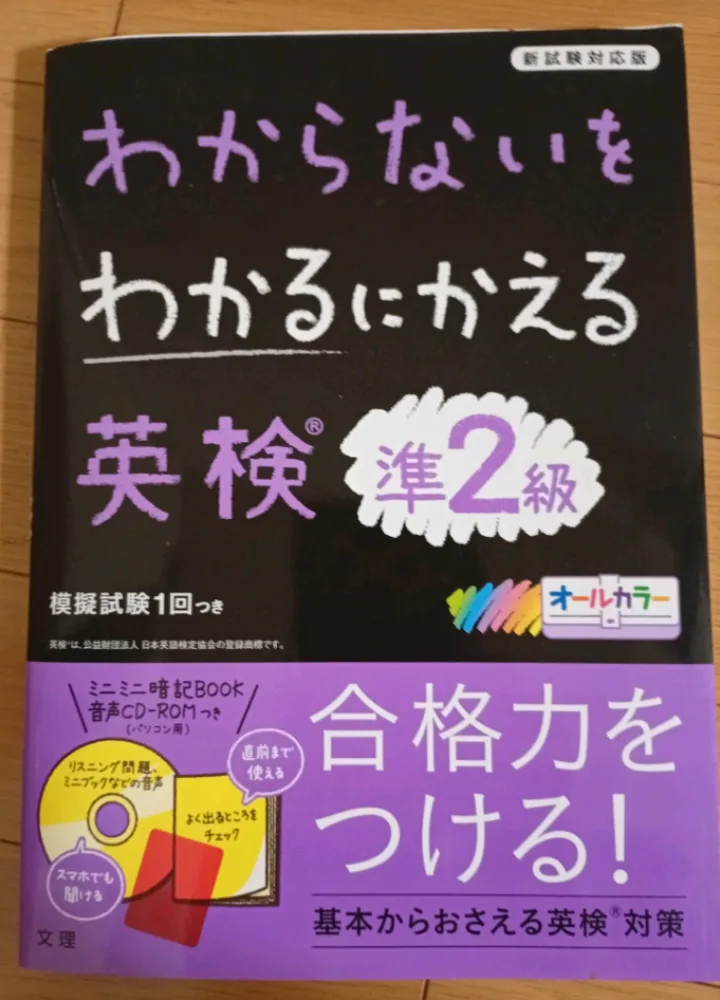 新試験対応版
わからないを
わかるにかえる
英検®
準2級
模擬試験1回つき
オールカラー
英検®は、公益財団法人 日本英語検定協会の登録商標です。
ミニミニ暗記BOOK
音声CD-ROMつき
(パソコン用)
リスニング問題、
ミニブックなどの音声
直前まで
使える
よく出るところを
チェック
スマホでも
聞ける
合格力を
つける!
基本からおさえる英検®対策
文理